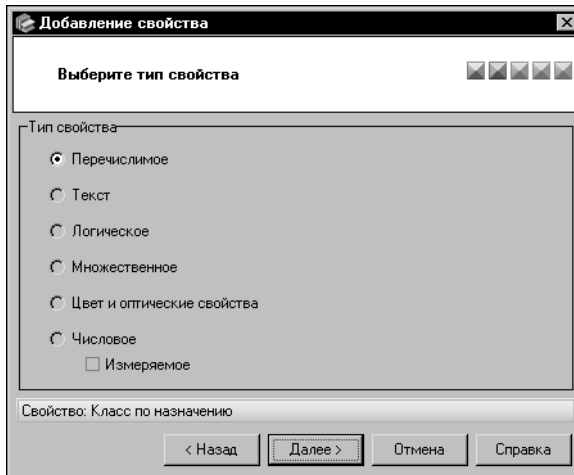 Добавление свойства
Выберите тип свойства
Тип свойства
Перечислимое
Текст
Логическое
Множественное
Цвет и оптические свойства
Числовое
Измеряемое
Свойство: Класс по назначению
< Назад Далее > Отмена Справка